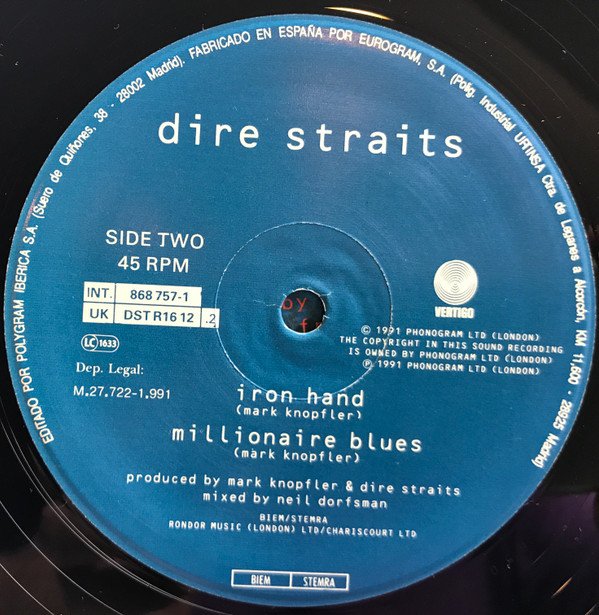 EDITADO POR POLYGRAM IBERICA S.A. (Suero de Quiñones, 38 - 28002 Madrid). FABRICADO EN ESPAÑA POR EUROGRAM, S.A. (Polig. Industrial URTINSA Ctra. de Leganes a Alcorcón, KM 11,600 - 28925 Madrid)
dire straits
SIDE TWO
45 RPM
INT. 868 757-1
UK DSTR16 12 .2
LC 1633
by
VERTIGO
© 1991 PHONOGRAM LTD (LONDON)
THE COPYRIGHT IN THIS SOUND RECORDING
IS OWNED BY PHONOGRAM LTD (LONDON)
℗ 1991 PHONOGRAM LTD (LONDON)
Dep. Legal:
M.27.722-1.991
iron hand
(mark knopfler)
millionaire blues
(mark knopfler)
produced by mark knopfler & dire straits
mixed by neil dorfsman
BIEM/STEMRA
RONDOR MUSIC (LONDON) LTD/CHARISCOURT LTD
BIEM STEMRA